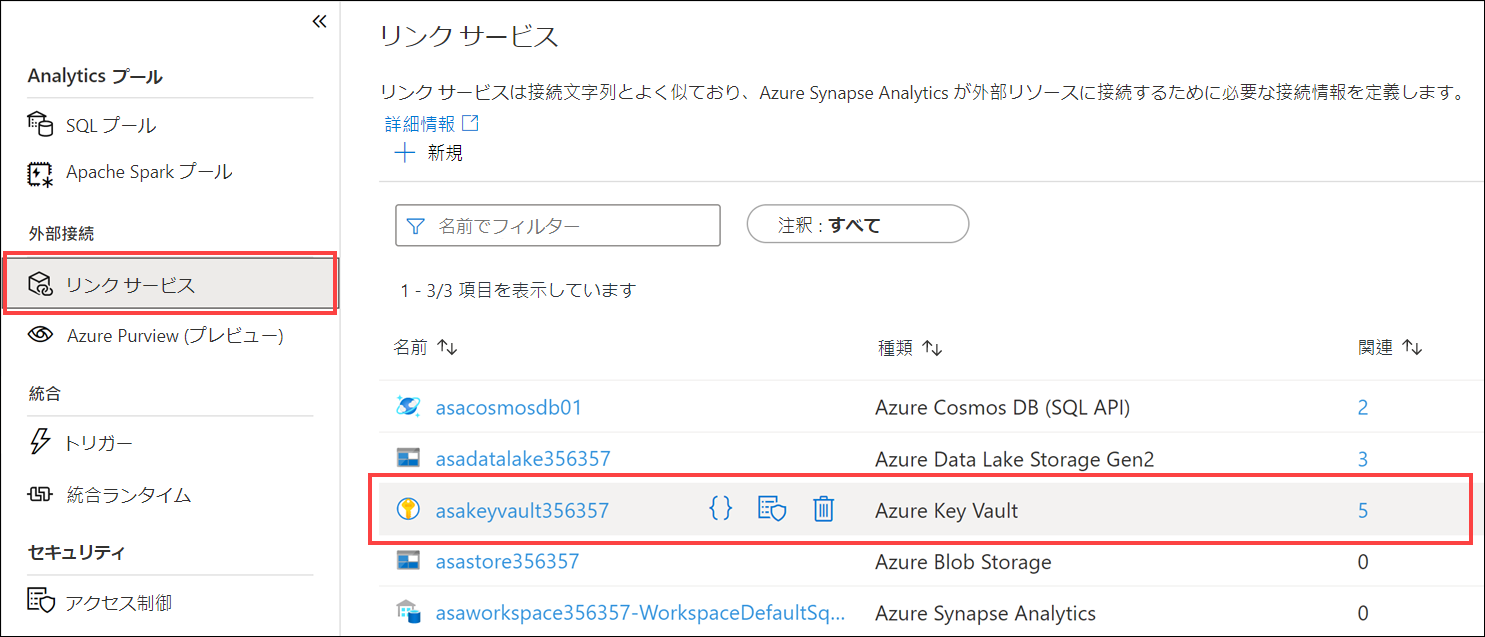 Analytics プール
SQL プール
Apache Spark プール
外部接続
リンク サービス
Azure Purview (プレビュー)
統合
トリガー
統合ランタイム
セキュリティ
アクセス制御
リンク サービス
リンク サービスは接続文字列とよく似ており、Azure Synapse Analytics が外部リソースに接続するために必要な接続情報を定義します。
詳細情報
新規
名前でフィルター
注釈 : すべて
1 - 3/3 項目を表示しています
名前 種類 関連
asacosmosdb01 Azure Cosmos DB (SQL API) 2
asadatalake356357 Azure Data Lake Storage Gen2 3
asakeyvault356357 {} Azure Key Vault 5
asastore356357 Azure Blob Storage 0
asaworkspace356357-WorkspaceDefaultSq... Azure Synapse Analytics 0